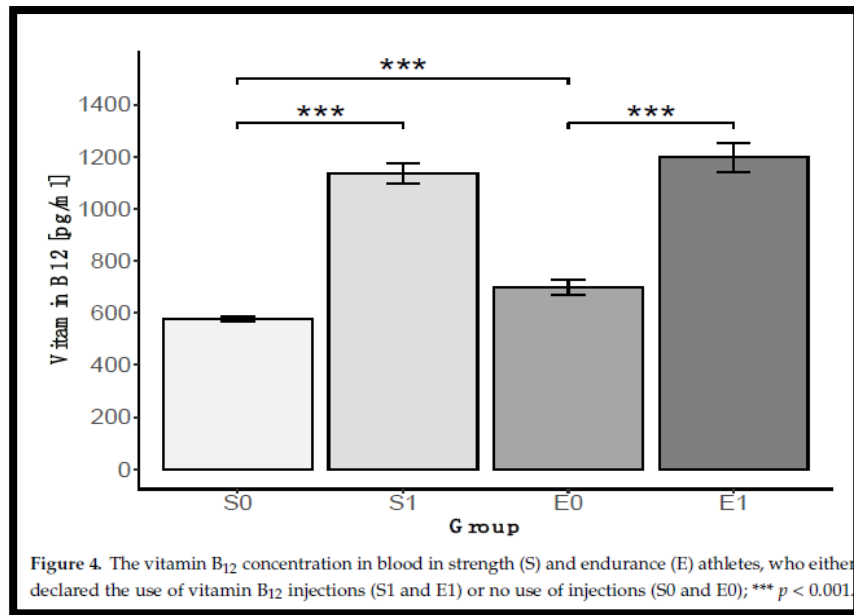 ***
*** ***
1400
1200
1000
800
600
400
200
0
Vitamin B12 [pg/ml]
S0 S1 E0 E1
Group
Figure 4. The vitamin B₁₂ concentration in blood in strength (S) and endurance (E) athletes, who either
declared the use of vitamin B₁₂ injections (S1 and E1) or no use of injections (S0 and E0); *** p < 0.001.